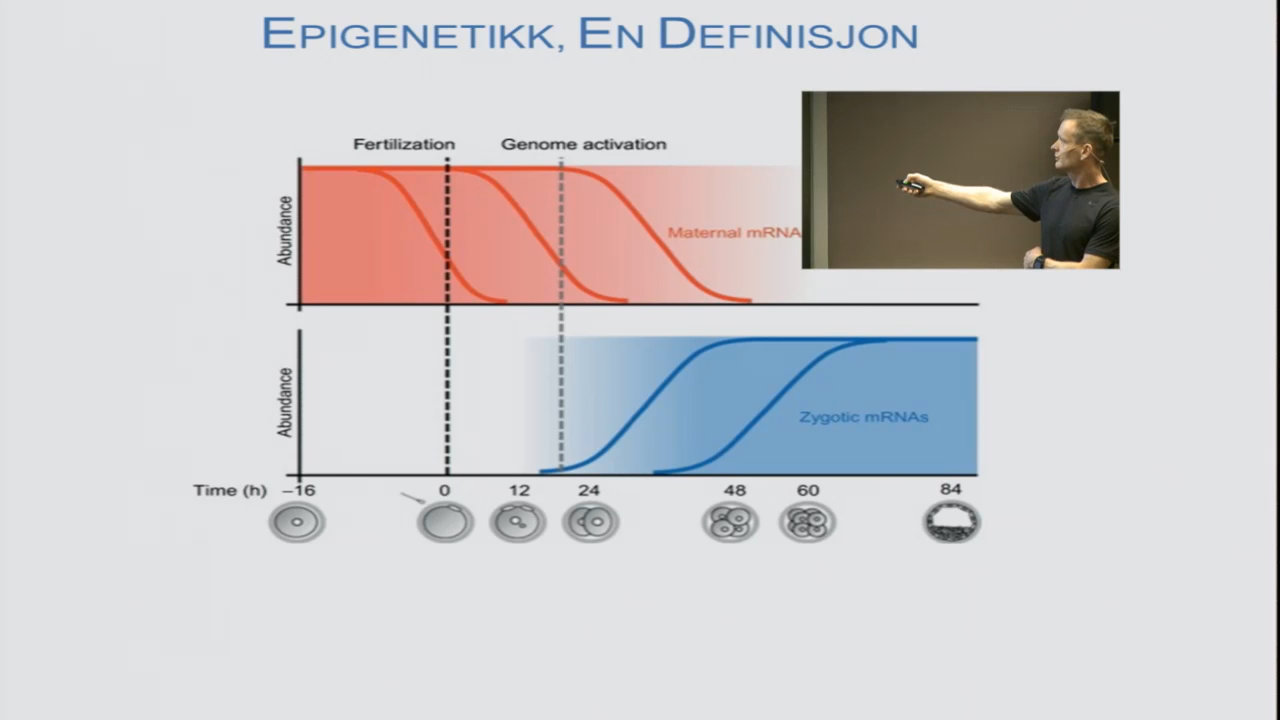 EPIGENETIKK, EN DEFINISJON
Fertilization
Genome activation
Abundance
Maternal mRNA
Abundance
Zygotic mRNAs
Time (h) –16 0 12 24 48 60 84